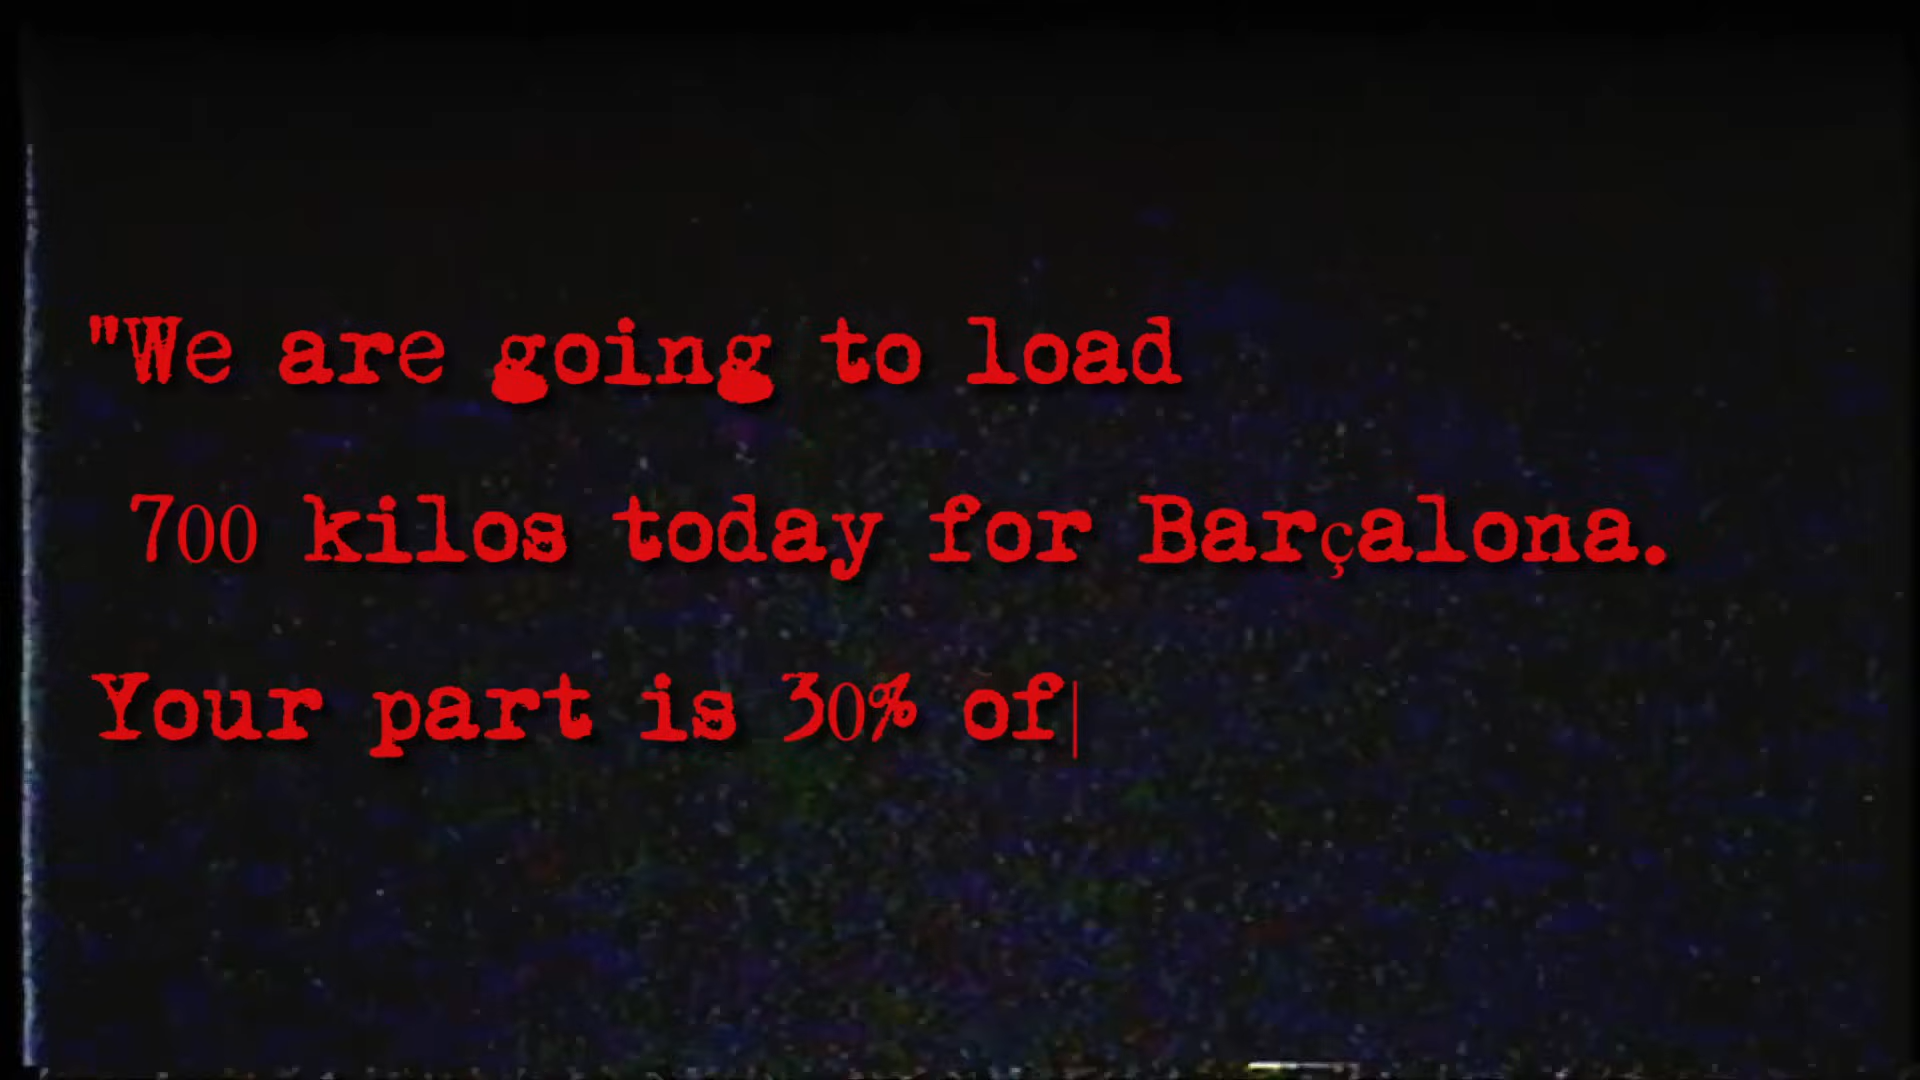 "We are going to load
700 kilos today for Barçalona.
Your part is 30% of